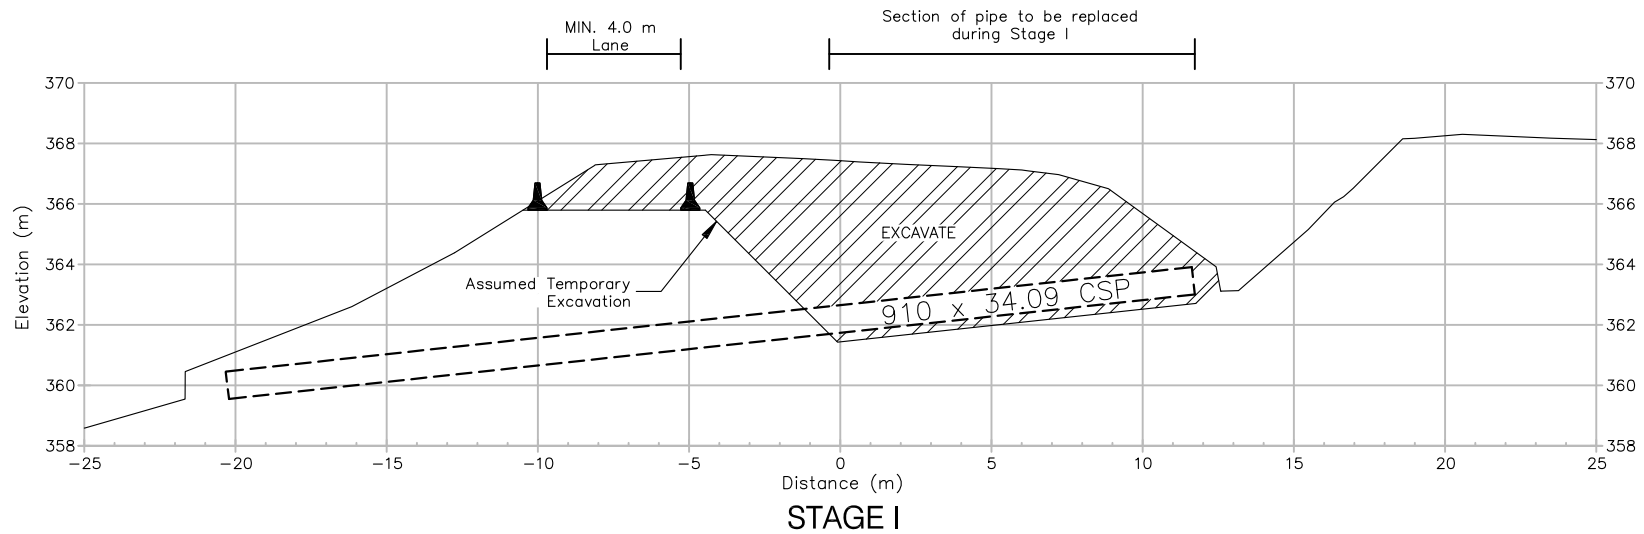 MIN. 4.0 m
Lane
Section of pipe to be replaced
during Stage I
370
370
368
368
366
366
EXCAVATE
364
364
Assumed Temporary
Excavation
910 x 34.09 CSP
362
362
360
360
358
358
Elevation (m)
-25
-20
-15
-10
-5
0
5
10
15
20
25
Distance (m)
STAGE I